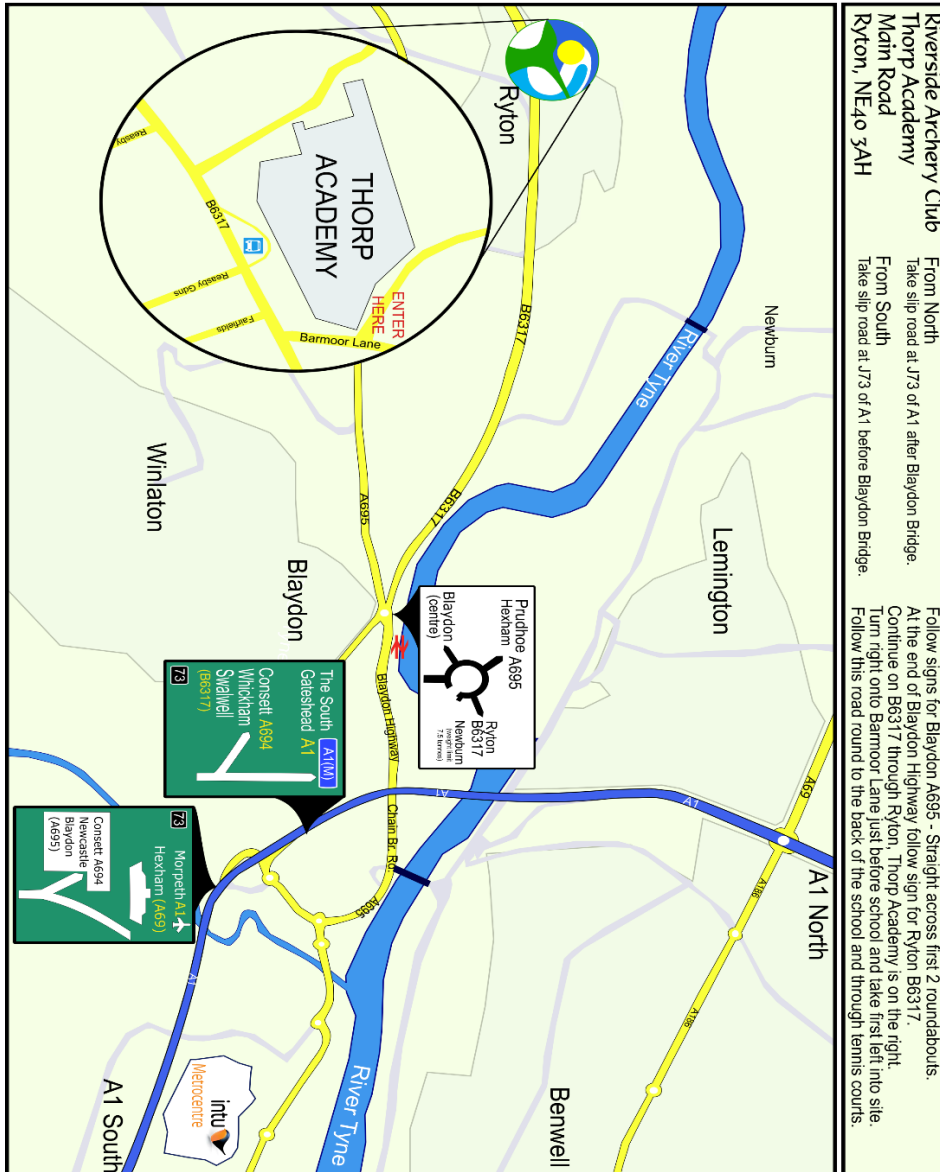 Riverside Archery Club
Thorp Academy
Main Road
Ryton, NE40 3AH
From North
Take slip road at J73 of A1 after Blaydon Bridge.
From South
Take slip road at J73 of A1 before Blaydon Bridge.
Follow signs for Blaydon A695 - Straight across first 2 roundabouts.
At the end of Blaydon Highway follow sign for Ryton B6317.
Continue on B6317 through Ryton, Thorp Academy is on the right.
Turn right onto Barmoor Lane just before school and take first left into site.
Follow this road round to the back of the school and through tennis courts.
Newburn
Lemington
A69
A1 North
A1
A186
A186
Benwell
River Tyne
Ryton
B6317
B6317
A695
Winlaton
Blaydon
Blaydon Highway
Chain Br. Rd.
A695
A1
A1
River Tyne
A1 South
intu
Metrocentre
THORP
ACADEMY
ENTER
HERE
Barmoor Lane
B6317
Reasby
Reasby Gdns
Fairfields
Prudhoe
Hexham A695
Ryton
B6317
Newburn
(weight limit
7.5 tonnes)
Blaydon
(centre)
The South A1(M)
Gateshead A1
Consett A694
Whickham
Swalwell
(B6317)
73
73
Morpeth A1
Hexham (A69)
Consett A694
Newcastle
Blaydon
(A695)